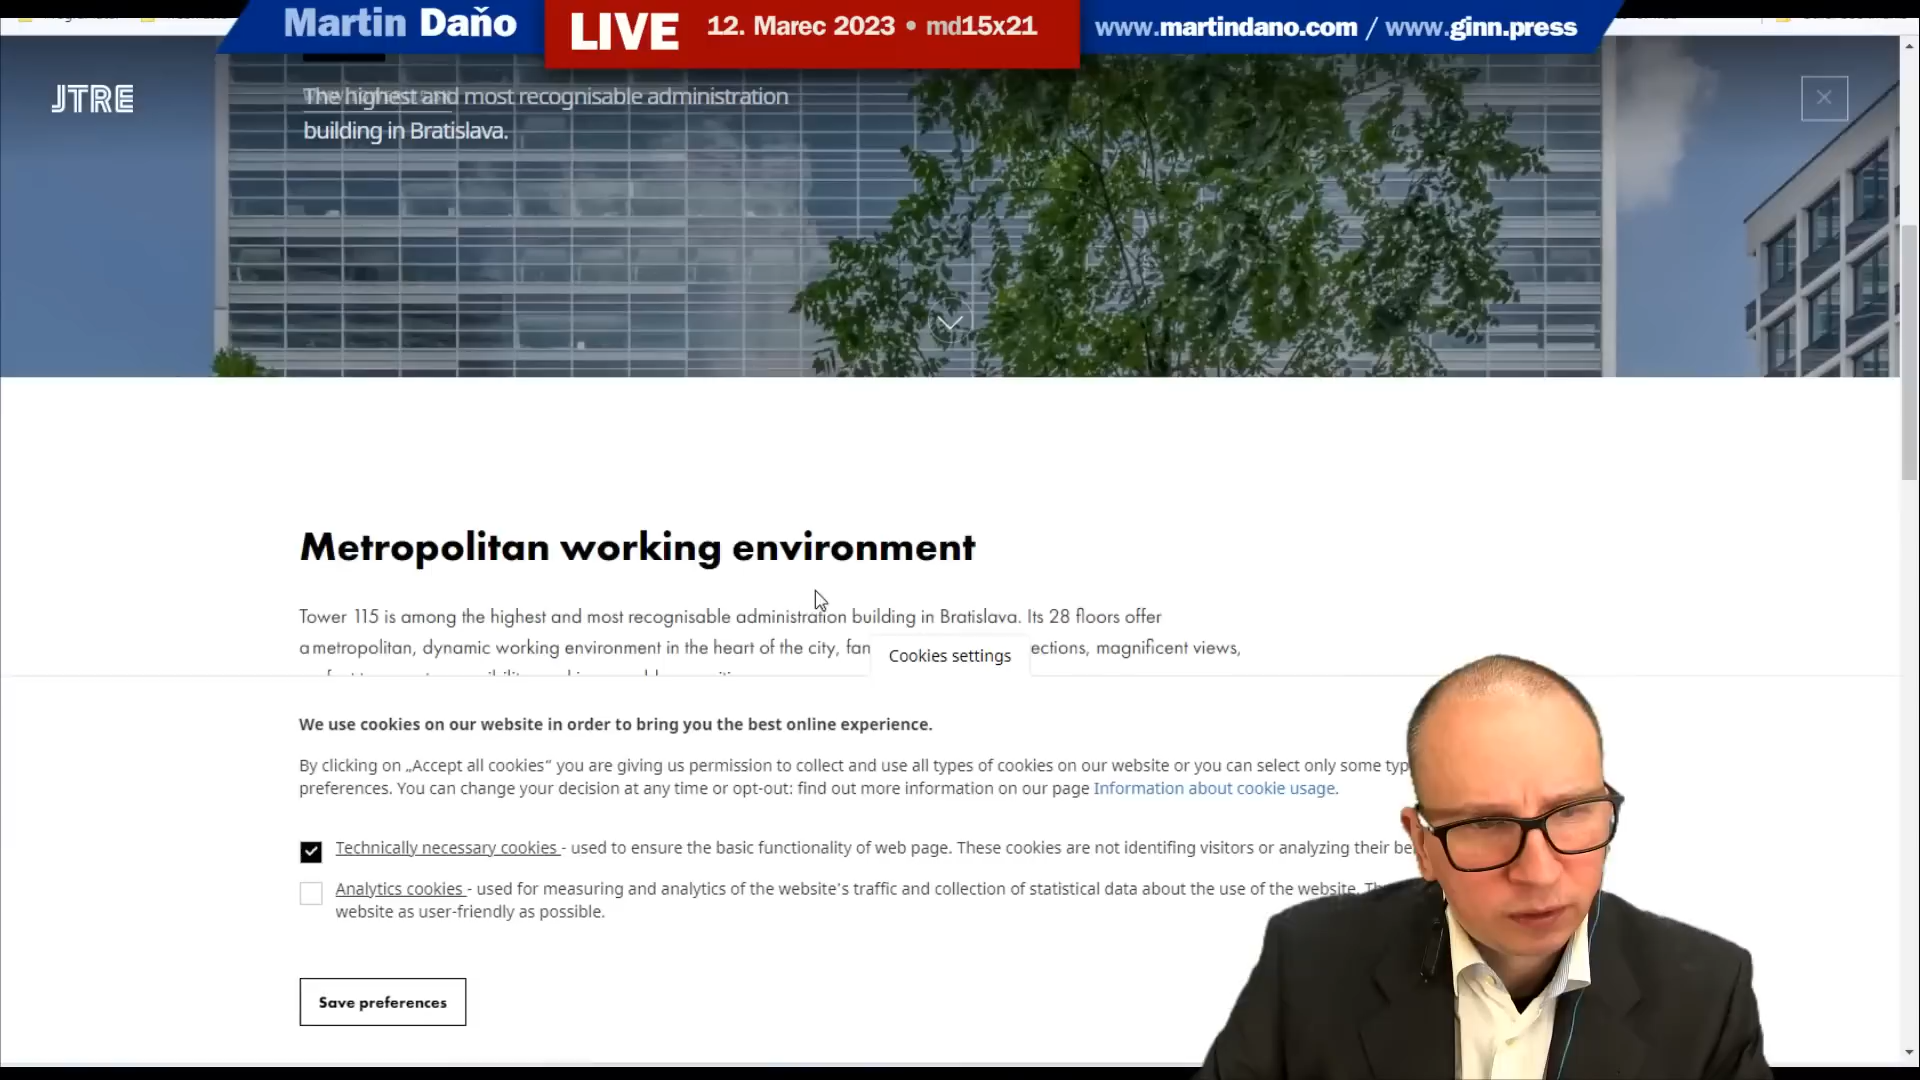 Martin Daňo
LIVE
12. Marec 2023 • md15x21
www.martindano.com / www.ginn.press
JTRE
The highest and most recognisable administration
building in Bratislava.
Metropolitan working environment
Tower 115 is among the highest and most recognisable administration building in Bratislava. Its 28 floors offer
a metropolitan, dynamic working environment in the heart of the city, fan ections, magnificent views,
Cookies settings
We use cookies on our website in order to bring you the best online experience.
By clicking on „Accept all cookies“ you are giving us permission to collect and use all types of cookies on our website or you can select only some typ
preferences. You can change your decision at any time or opt-out: find out more information on our page Information about cookie usage.
Technically necessary cookies - used to ensure the basic functionality of web page. These cookies are not identifing visitors or analyzing their be
Analytics cookies - used for measuring and analytics of the website's traffic and collection of statistical data about the use of the website. Th
website as user-friendly as possible.
Save preferences